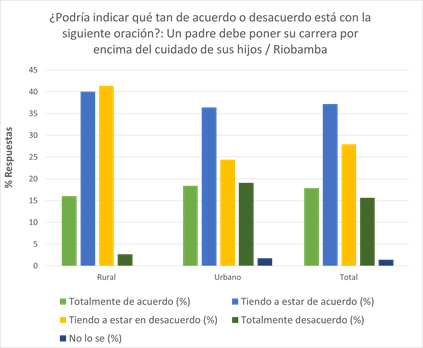 ¿Podría indicar qué tan de acuerdo o desacuerdo está con la
siguiente oración?: Un padre debe poner su carrera por
encima del cuidado de sus hijos / Riobamba
45
40
35
30
25
20
15
10
5
0
% Respuestas
Rural Urbano Total
Totalmente de acuerdo (%) Tiendo a estar de acuerdo (%)
Tiendo a estar en desacuerdo (%) Totalmente desacuerdo (%)
No lo se (%)